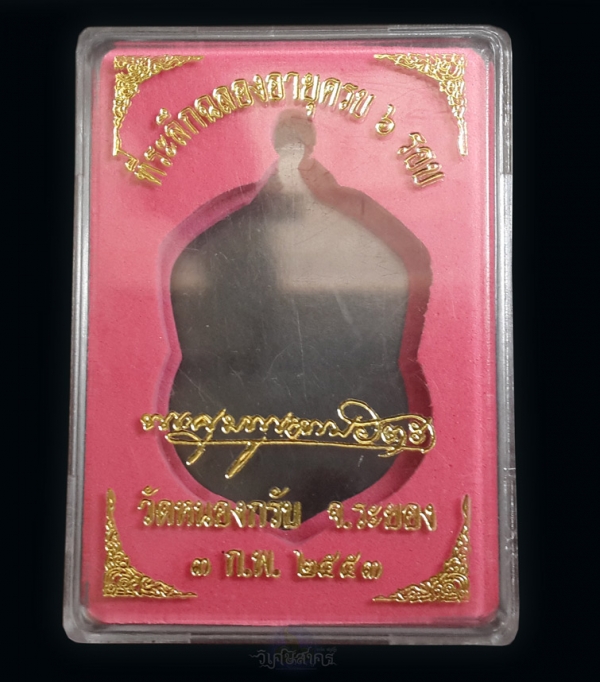 ที่ระลึกฉลองอายุครบ ๖ รอบ
วัดหนองกรับ จ.ระยอง
๓ ก.พ. ๒๕๕๓